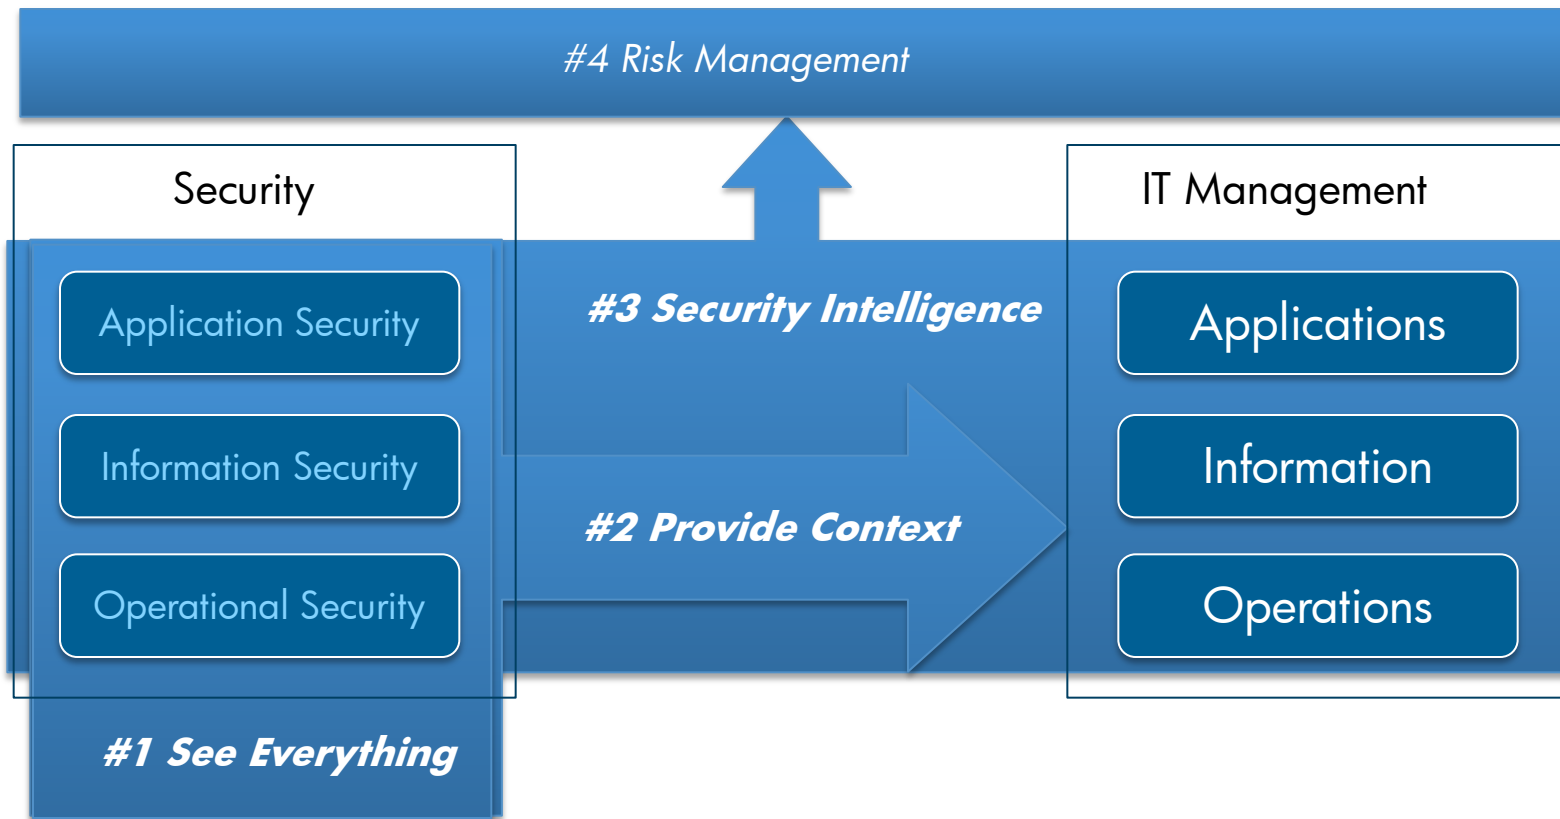 #4 Risk Management
Security
IT Management
Application Security
#3 Security Intelligence
Applications
Information Security
Information
#2 Provide Context
Operational Security
Operations
#1 See Everything